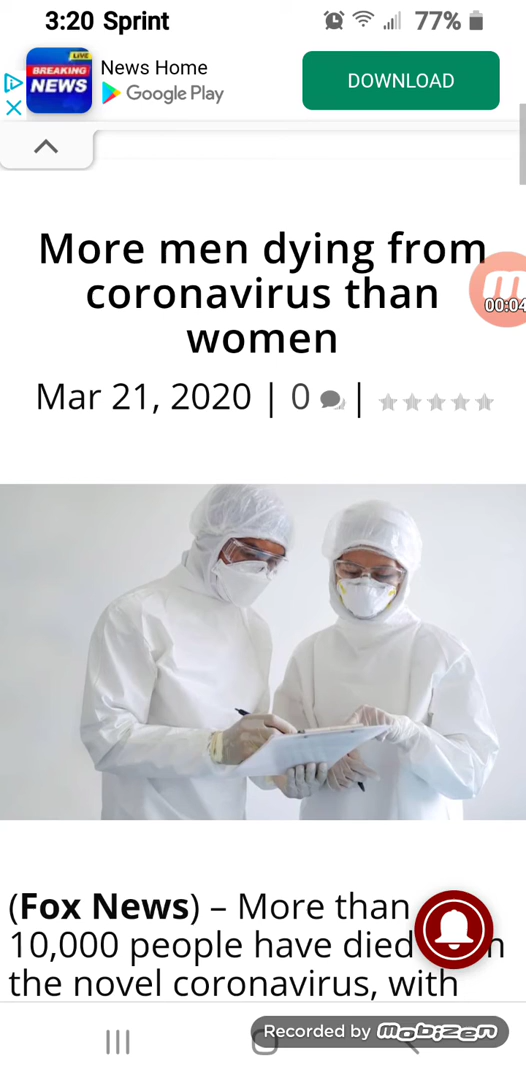 3:20 Sprint 77%
LIVE
BREAKING
NEWS
News Home
Google Play
DOWNLOAD
More men dying from
coronavirus than
women
00:04
Mar 21, 2020 | 0 |
(Fox News) – More than
10,000 people have died
the novel coronavirus, with
Recorded by mobizen